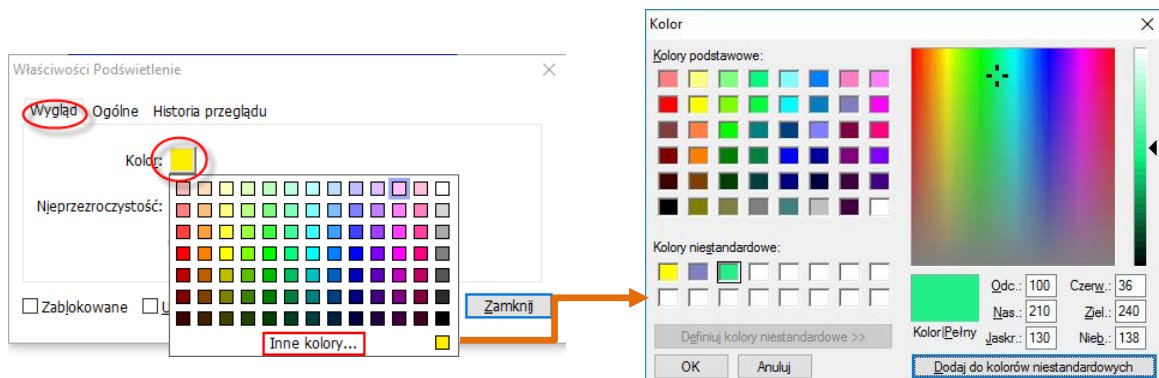 Właściwości Podświetlenie
Wygląd Ogólne Historia przeglądu
Kolor:
Nieprzezroczystość:
Zablokowane U
Zamknij
Inne kolory...
Kolor
Kolory podstawowe:
Kolory niestandardowe:
Definiuj kolory niestandardowe >>
OK Anuluj
Kolor|Pełny
Odc.: 100 Czerw.: 36
Nas.: 210 Ziel.: 240
Jaskr.: 130 Nieb.: 138
Dodaj do kolorów niestandardowych